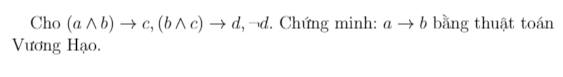 Cho (a ∧ b) → c, (b ∧ c) → d, ¬d. Chứng minh: a → b bằng thuật toán
Vương Hạo.